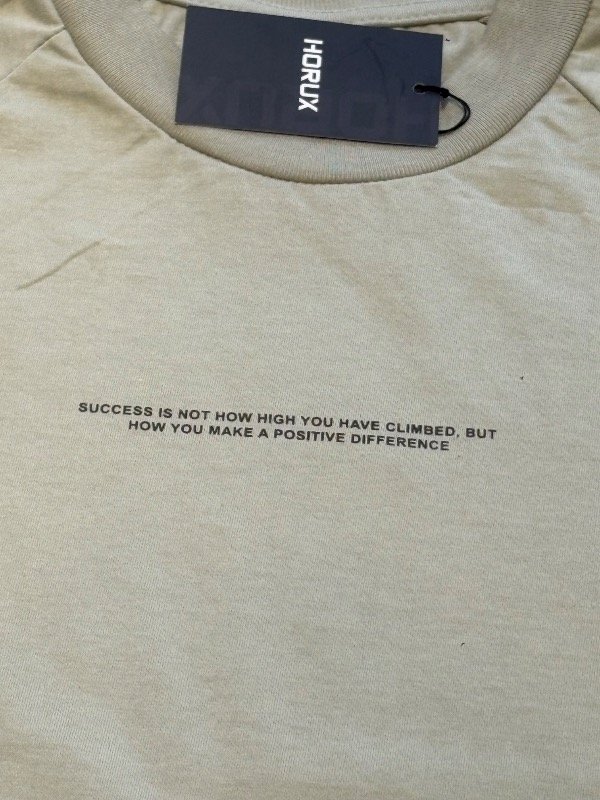 HORUX
SUCCESS IS NOT HOW HIGH YOU HAVE CLIMBED, BUT
HOW YOU MAKE A POSITIVE DIFFERENCE